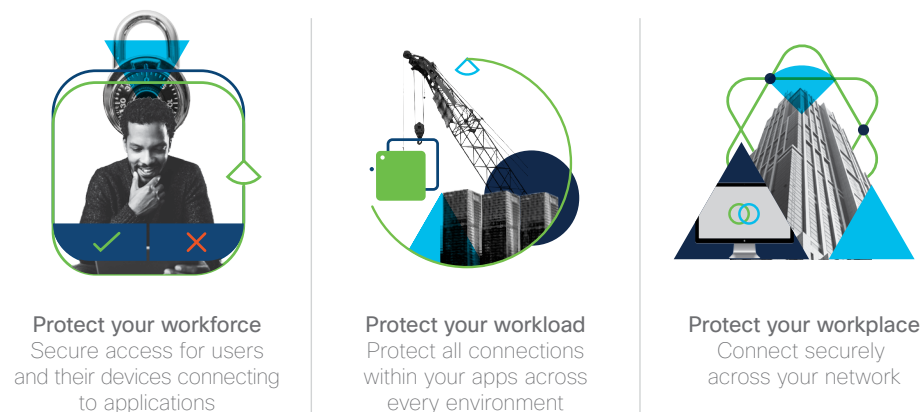 Protect your workforce
Secure access for users
and their devices connecting
to applications
Protect your workload
Protect all connections
within your apps across
every environment
Protect your workplace
Connect securely
across your network